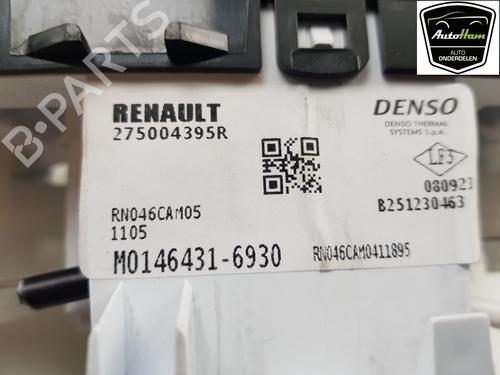 AutoHam
AUTO
ONDERDELEN
B-PARTS
RENAULT
275004395R
DENSO
DENSO THERMAL
SYSTEMS S.p.A.
LF3
080923
B251230463
RN046CAM05
1105
M0146431-6930
RN046CAM0411895